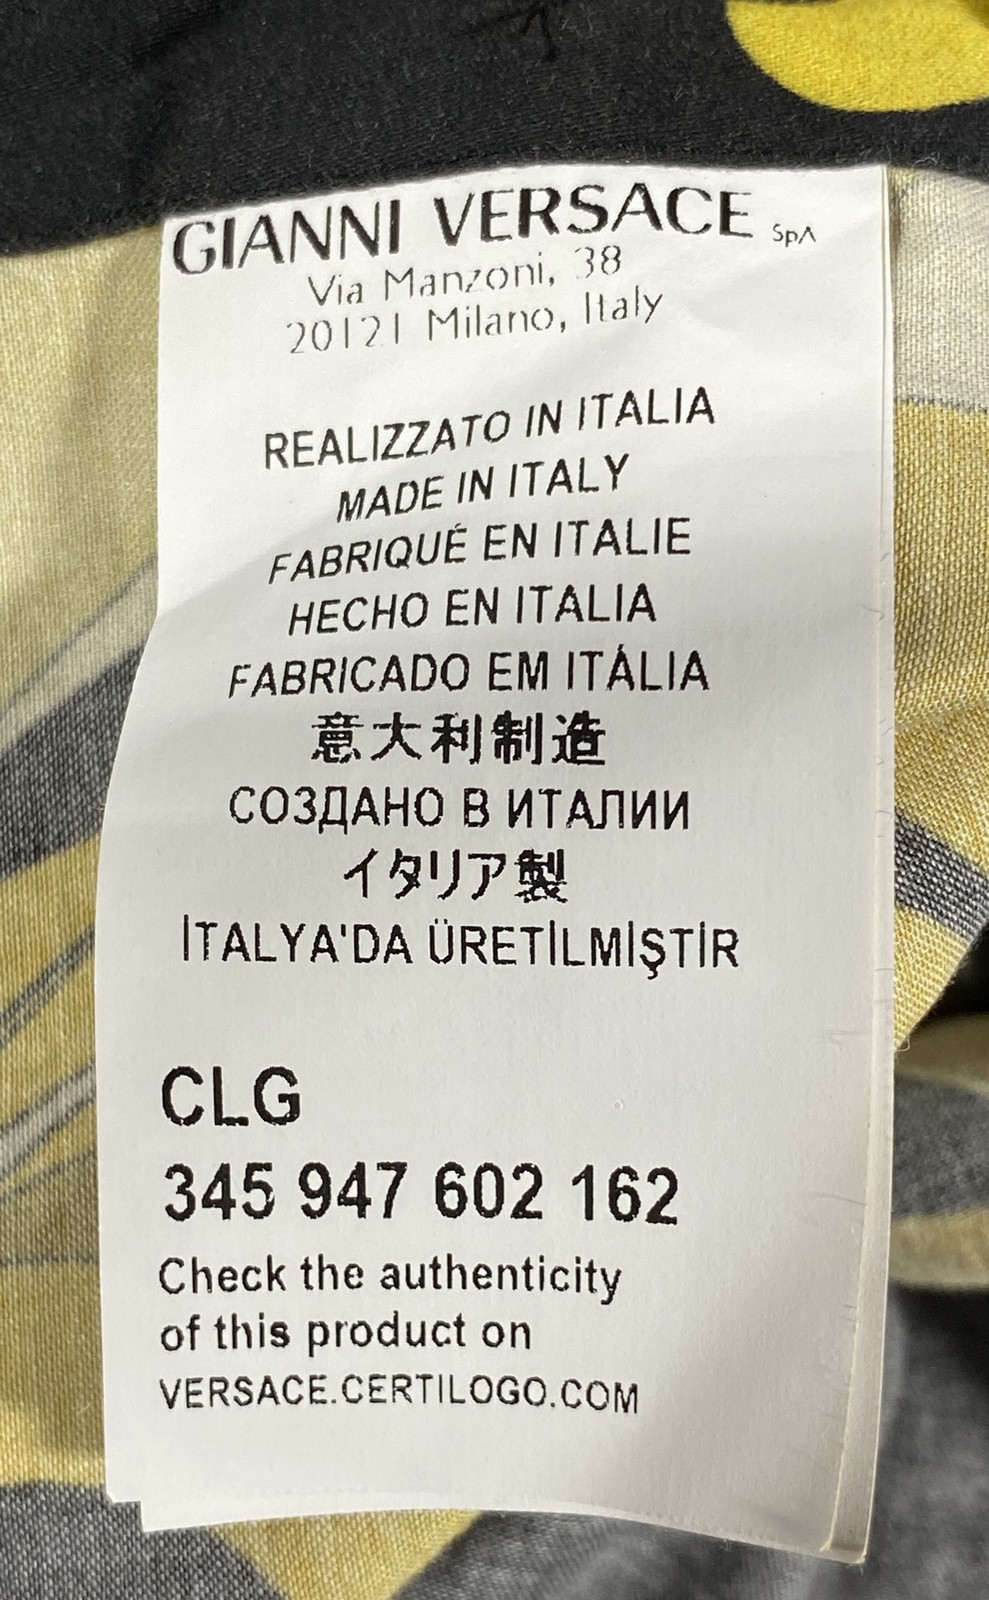 GIANNI VERSACE SpA
Via Manzoni, 38
20121 Milano, Italy
REALIZZATO IN ITALIA
MADE IN ITALY
FABRIQUÉ EN ITALIE
HECHO EN ITALIA
FABRICADO EM ITÁLIA
意大利制造
СОЗДАНО В ИТАЛИИ
イタリア製
İTALYA'DA ÜRETİLMİŞTİR
CLG
345 947 602 162
Check the authenticity
of this product on
VERSACE.CERTILOGO.COM